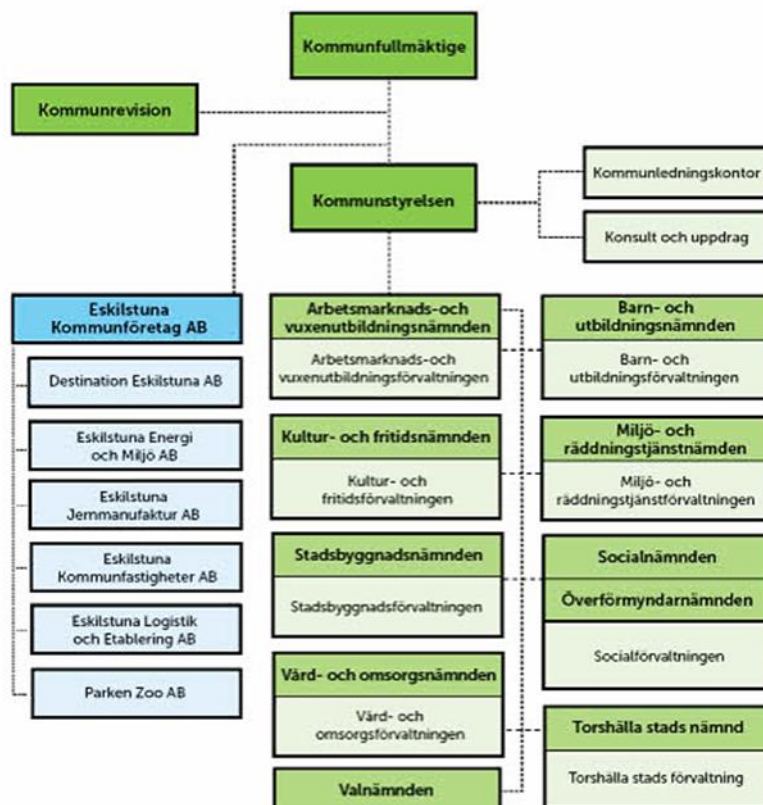 Kommunfullmäktige
Kommunrevision
Kommunstyrelsen
Kommunledningskontor
Konsult och uppdrag
Eskilstuna
Kommunföretag AB
Destination Eskilstuna AB
Eskilstuna Energi
och Miljö AB
Eskilstuna
Jernmanufaktur AB
Eskilstuna
Kommunfastigheter AB
Eskilstuna Logistik
och Etablering AB
Parken Zoo AB
Arbetsmarknads-och
vuxenutbildningsnämnden
Arbetsmarknads-och
vuxenutbildningsförvaltningen
Barn- och
utbildningsnämnden
Barn- och
utbildningsförvaltningen
Kultur- och fritidsnämnden
Kultur- och
fritidsförvaltningen
Miljö- och
räddningstjänstnämden
Miljö- och
räddningstjänstförvaltningen
Stadsbyggnadsnämnden
Stadsbyggnadsförvaltningen
Socialnämnden
Överförmyndarnämnden
Socialförvaltningen
Vård- och omsorgsnämnden
Vård- och
omsorgsförvaltningen
Torshälla stads nämnd
Torshälla stads förvaltning
Valnämnden